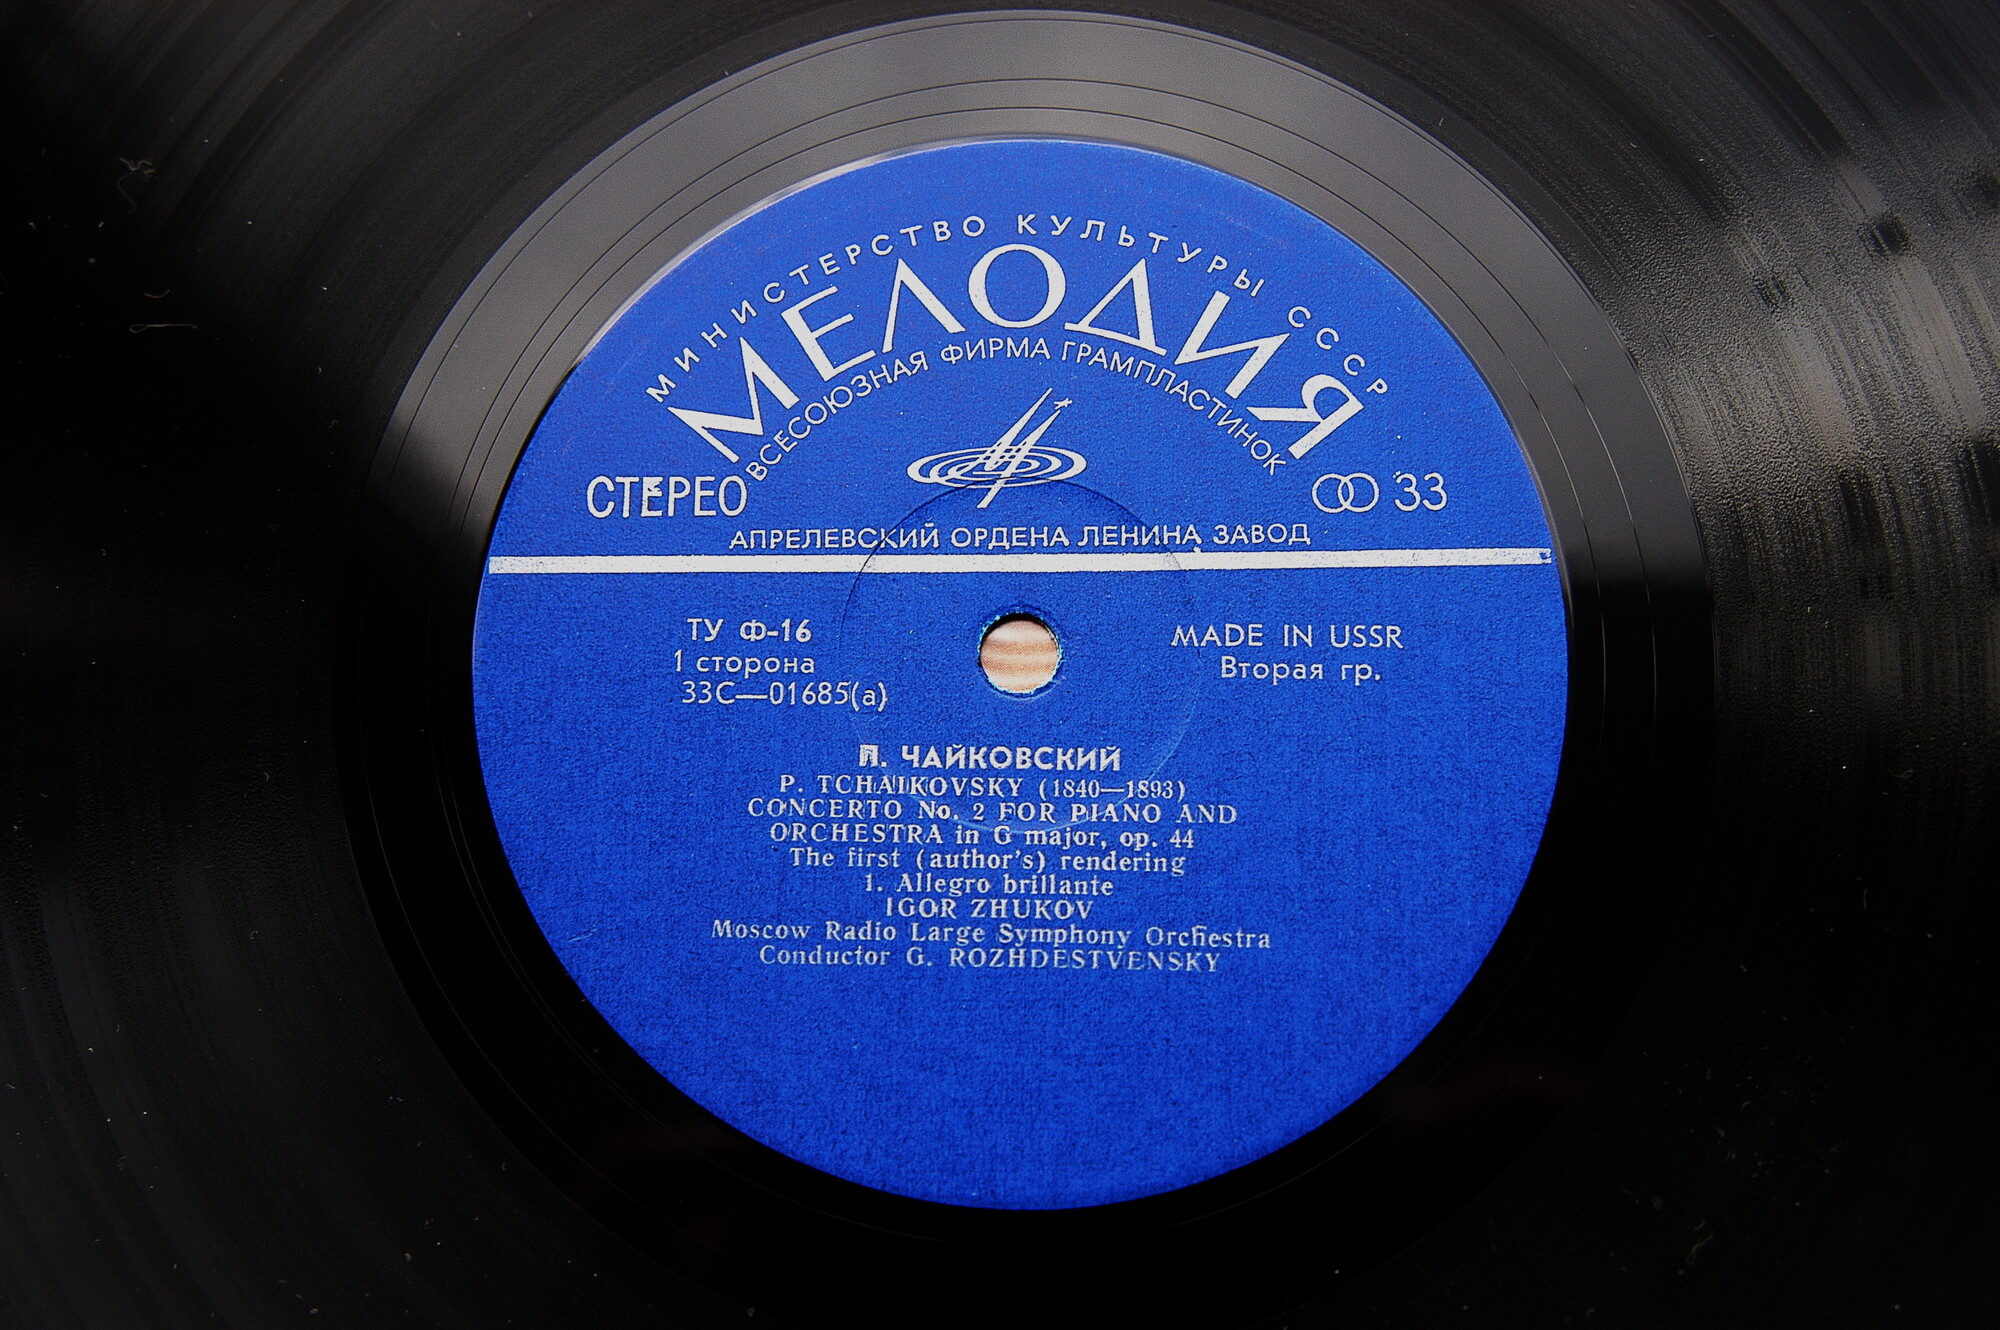 МИНИСТЕРСТВО КУЛЬТУРЫ СССР
МЕЛОДИЯ
ВСЕСОЮЗНАЯ ФИРМА ГРАМПЛАСТИНОК
СТЕРЕО
33
АПРЕЛЕВСКИЙ ОРДЕНА ЛЕНИНА ЗАВОД
ТУ Ф-16
1 сторона
33С—01685(а)
MADE IN USSR
Вторая гр.
П. ЧАЙКОВСКИЙ
P. TCHAIKOVSKY (1840—1893)
CONCERTO No. 2 FOR PIANO AND
ORCHESTRA in G major, op. 44
The first (author's) rendering
1. Allegro brillante
IGOR ZHUKOV
Moscow Radio Large Symphony Orchestra
Conductor G. ROZHDESTVENSKY